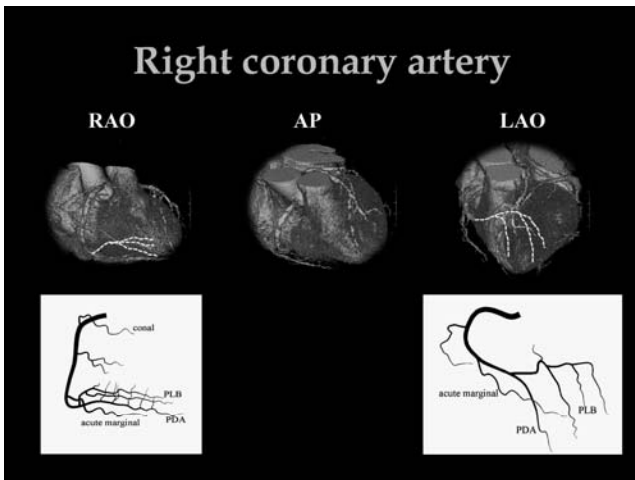 Right coronary artery
RAO
AP
LAO
conal
PLB
acute marginal
PDA
acute marginal
PLB
PDA